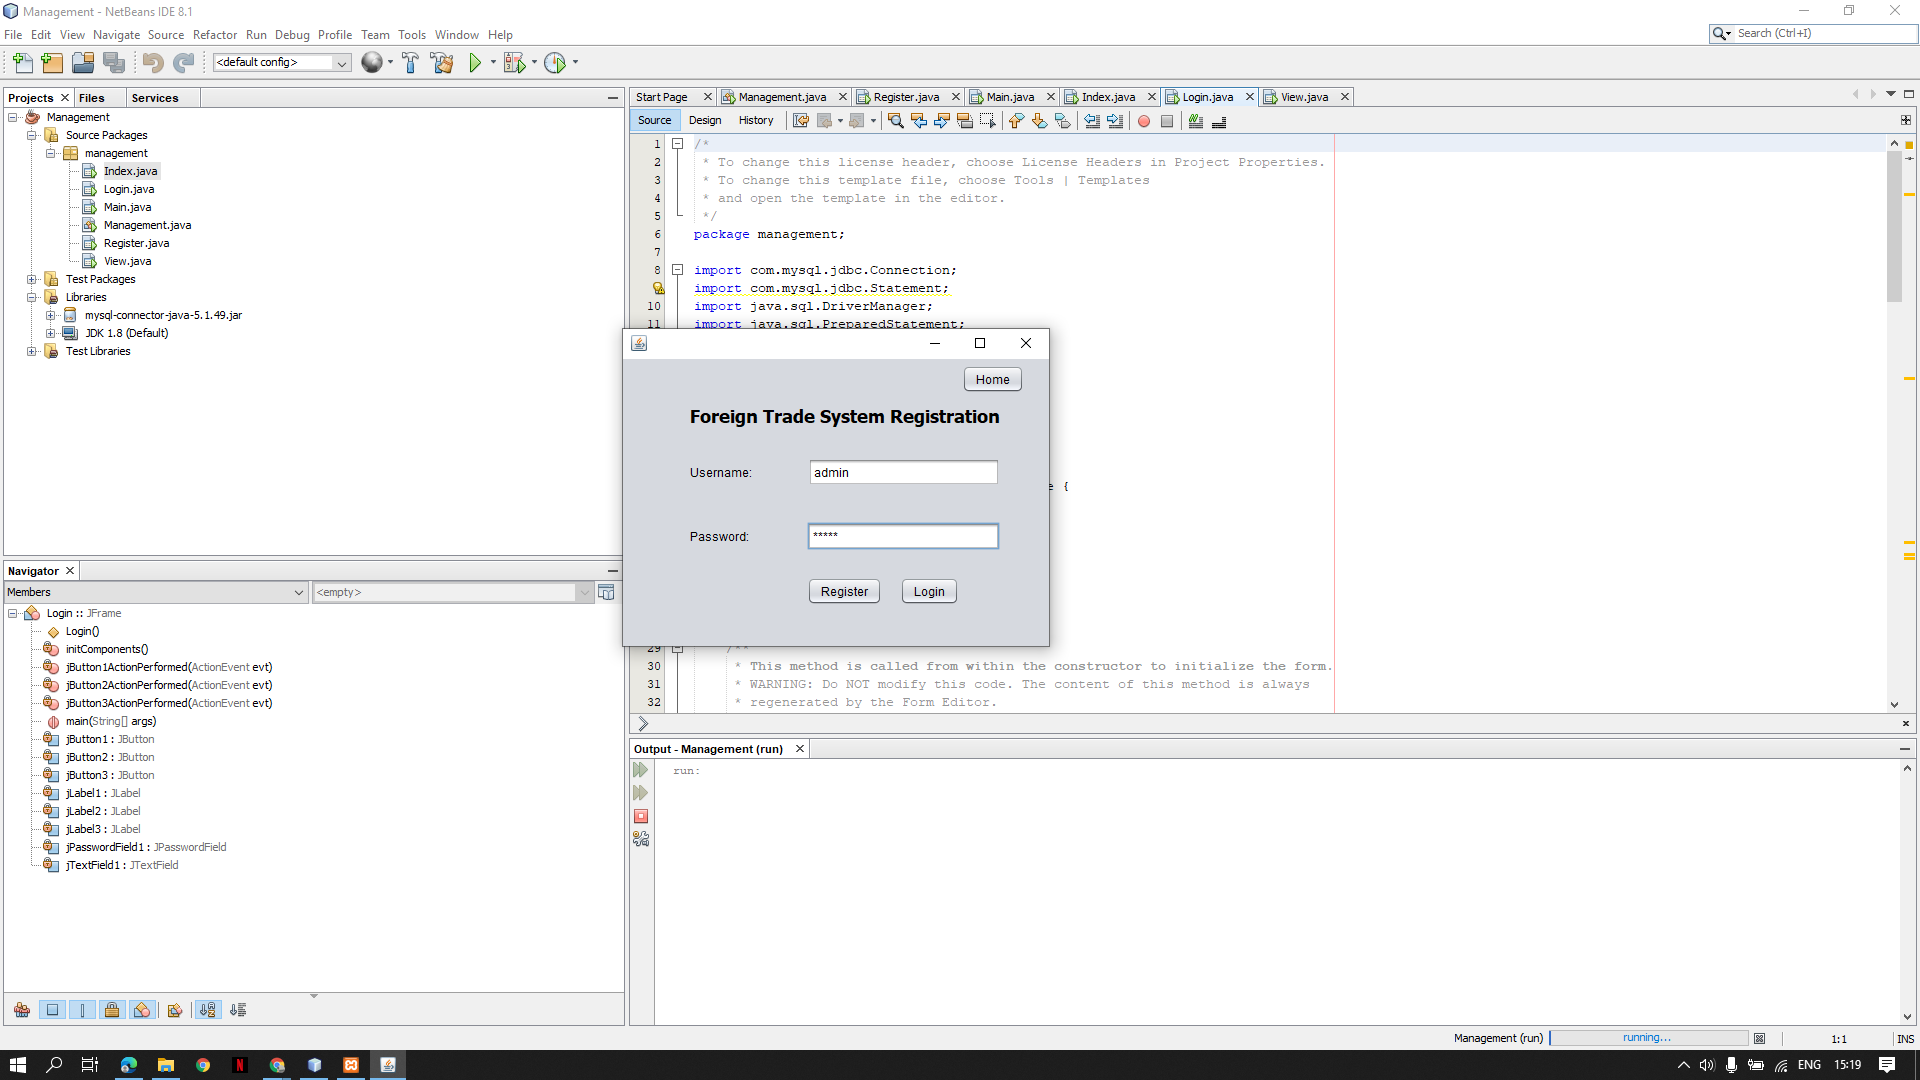 Management - NetBeans IDE 8.1
File Edit View Navigate Source Refactor Run Debug Profile Team Tools Window Help
Search (Ctrl+I)
<default config>
Projects Files Services
Management
Source Packages
management
Index.java
Login.java
Main.java
Management.java
Register.java
View.java
Test Packages
Libraries
mysql-connector-java-5.1.49.jar
JDK 1.8 (Default)
Test Libraries
Navigator
Members
<empty>
Login :: JFrame
Login()
initComponents()
jButton1ActionPerformed(ActionEvent evt)
jButton2ActionPerformed(ActionEvent evt)
jButton3ActionPerformed(ActionEvent evt)
main(String[] args)
jButton1 : JButton
jButton2 : JButton
jButton3 : JButton
jLabel1 : JLabel
jLabel2 : JLabel
jLabel3 : JLabel
jPasswordField1 : JPasswordField
jTextField1 : JTextField
Start Page Management.java Register.java Main.java Index.java Login.java View.java
Source Design History
1 /*
2 * To change this license header, choose License Headers in Project Properties.
3 * To change this template file, choose Tools | Templates
4 * and open the template in the editor.
5 */
6 package management;
7
8 import com.mysql.jdbc.Connection;
import com.mysql.jdbc.Statement;
10 import java.sql.DriverManager;
11 import java.sql.PreparedStatement;
e {
Home
Foreign Trade System Registration
Username: admin
Password: *****
Register Login
29 /**
30 * This method is called from within the constructor to initialize the form.
31 * WARNING: Do NOT modify this code. The content of this method is always
32 * regenerated by the Form Editor.
Output - Management (run)
run:
Management (run) running... 1:1 INS
ENG 15:19